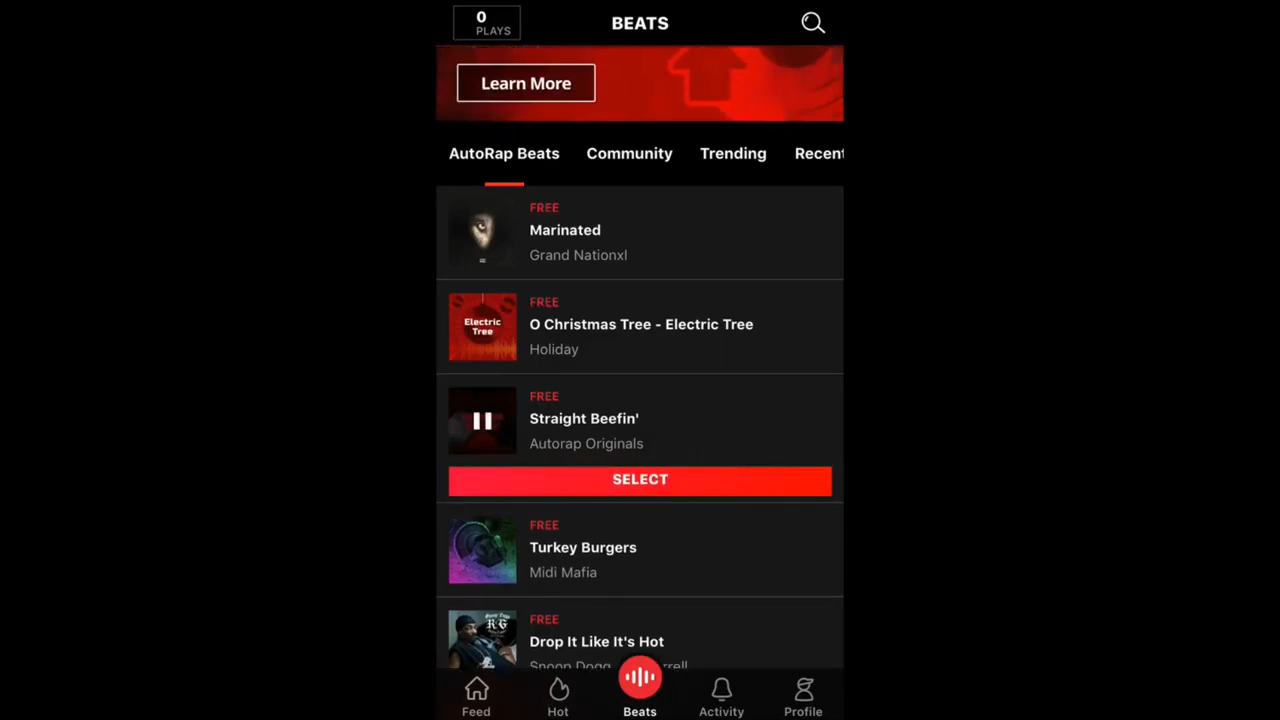 0
PLAYS
BEATS
Learn More
AutoRap Beats Community Trending Recent
FREE
Marinated
Grand Nationxl
Electric
Tree
FREE
O Christmas Tree - Electric Tree
Holiday
FREE
Straight Beefin'
Autorap Originals
SELECT
FREE
Turkey Burgers
Midi Mafia
R&G
FREE
Drop It Like It's Hot
Snoop Dogg
Feed Hot Beats Activity Profile